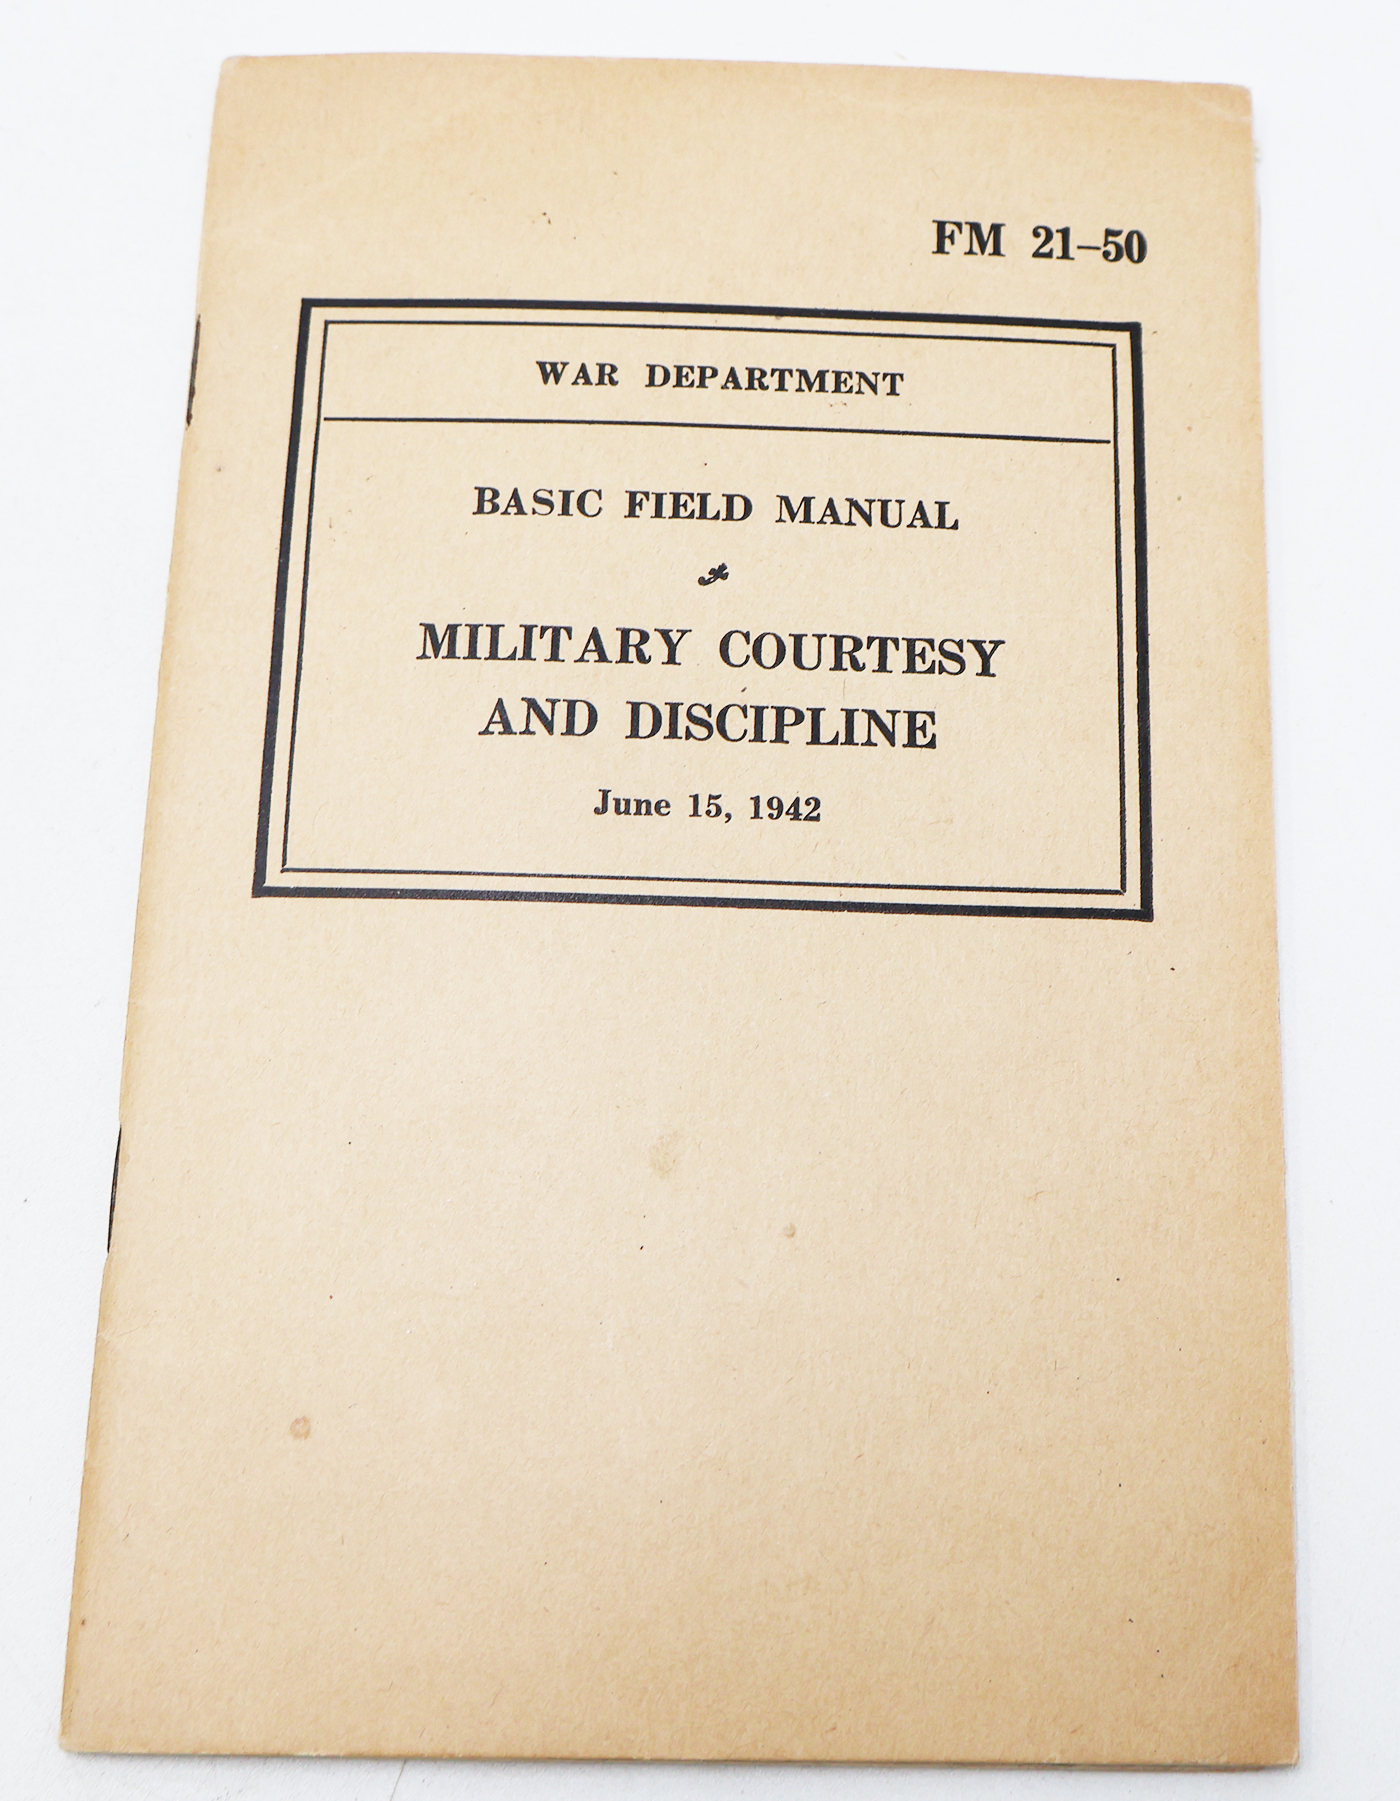 FM 21–50
WAR DEPARTMENT
BASIC FIELD MANUAL
MILITARY COURTESY
AND DISCIPLINE
June 15, 1942